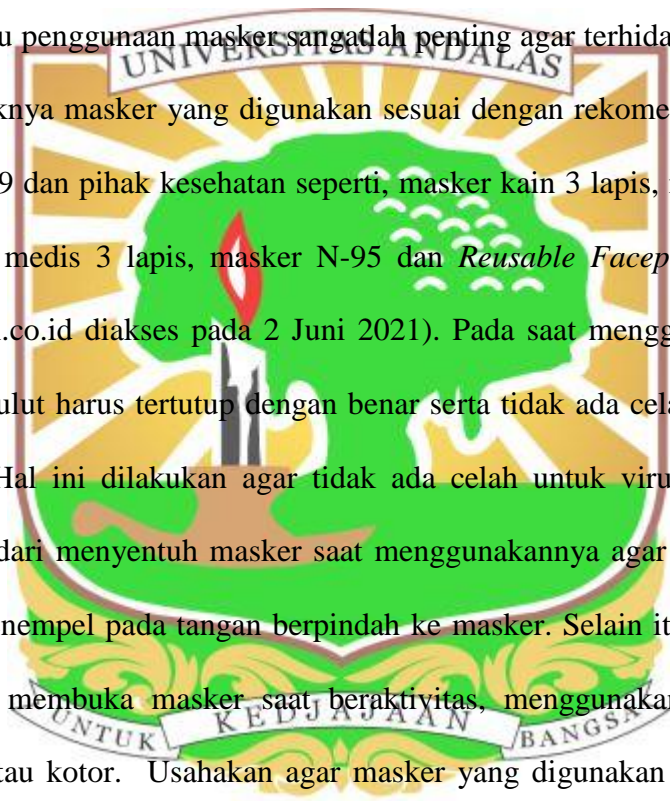 u penggunaan masker sangatlah penting agar terhida
UNIVERSITAS ANDALAS
knya masker yang digunakan sesuai dengan rekome
9 dan pihak kesehatan seperti, masker kain 3 lapis,
medis 3 lapis, masker N-95 dan Reusable Facep
.co.id diakses pada 2 Juni 2021). Pada saat mengg
ulut harus tertutup dengan benar serta tidak ada cela
Hal ini dilakukan agar tidak ada celah untuk viru
dari menyentuh masker saat menggunakannya agar
nempel pada tangan berpindah ke masker. Selain it
membuka masker saat beraktivitas, menggunakan
UNTUK KEDJAJAAN BANGSA
tau kotor. Usahakan agar masker yang digunakan